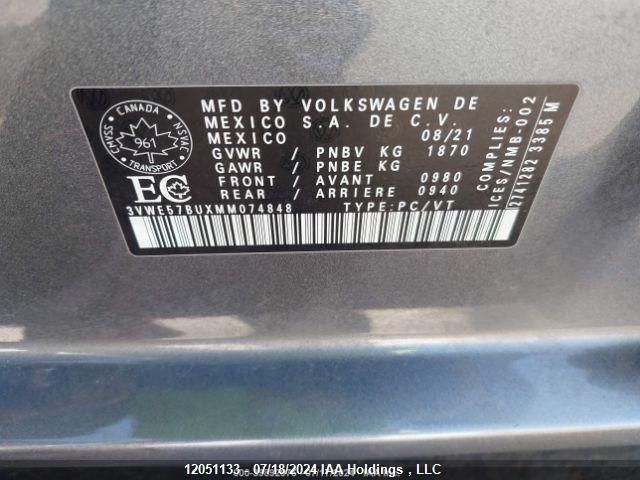 CANADA
SSAMC
NSVAC
961
TRANSPORT
EC
MFD BY VOLKSWAGEN DE
MEXICO S.A. DE C.V.
MEXICO 08/21
GVWR / PNBV KG 1870
GAWR / PNBE KG
FRONT / AVANT 0980
REAR / ARRIERE 0940
3VWE57BUXMM074848 TYPE:PC/VT
COMPLIES:
ICES/NMB-002
2741282 3385 M
12051133 - 07/18/2024 IAA Holdings , LLC